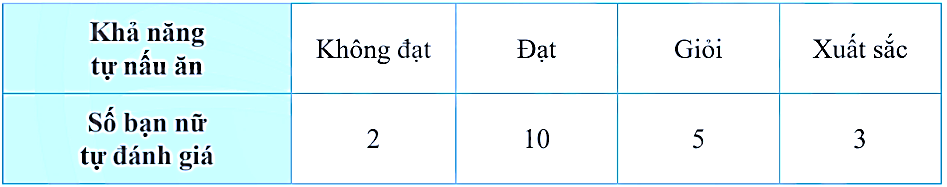 Khả năng
tự nấu ăn
Không đạt
Đạt
Giỏi
Xuất sắc
Số bạn nữ
tự đánh giá
2
10
5
3